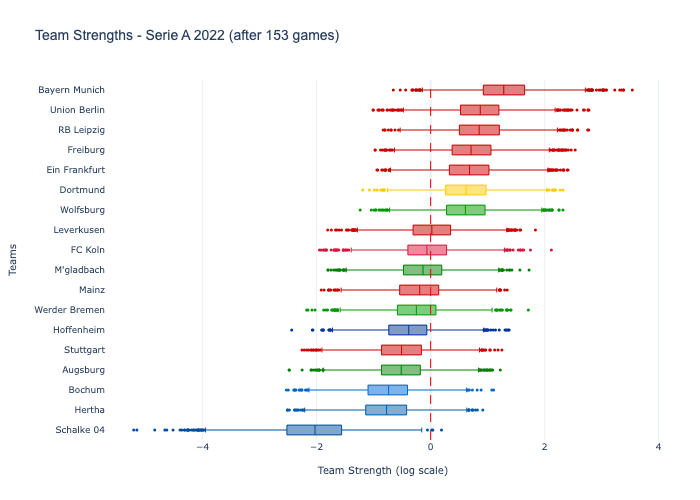 Team Strengths - Serie A 2022 (after 153 games)
Bayern Munich
Union Berlin
RB Leipzig
Freiburg
Ein Frankfurt
Dortmund
Wolfsburg
Leverkusen
FC Koln
M'gladbach
Mainz
Werder Bremen
Hoffenheim
Stuttgart
Augsburg
Bochum
Hertha
Schalke 04
Teams
−4 −2 0 2 4
Team Strength (log scale)